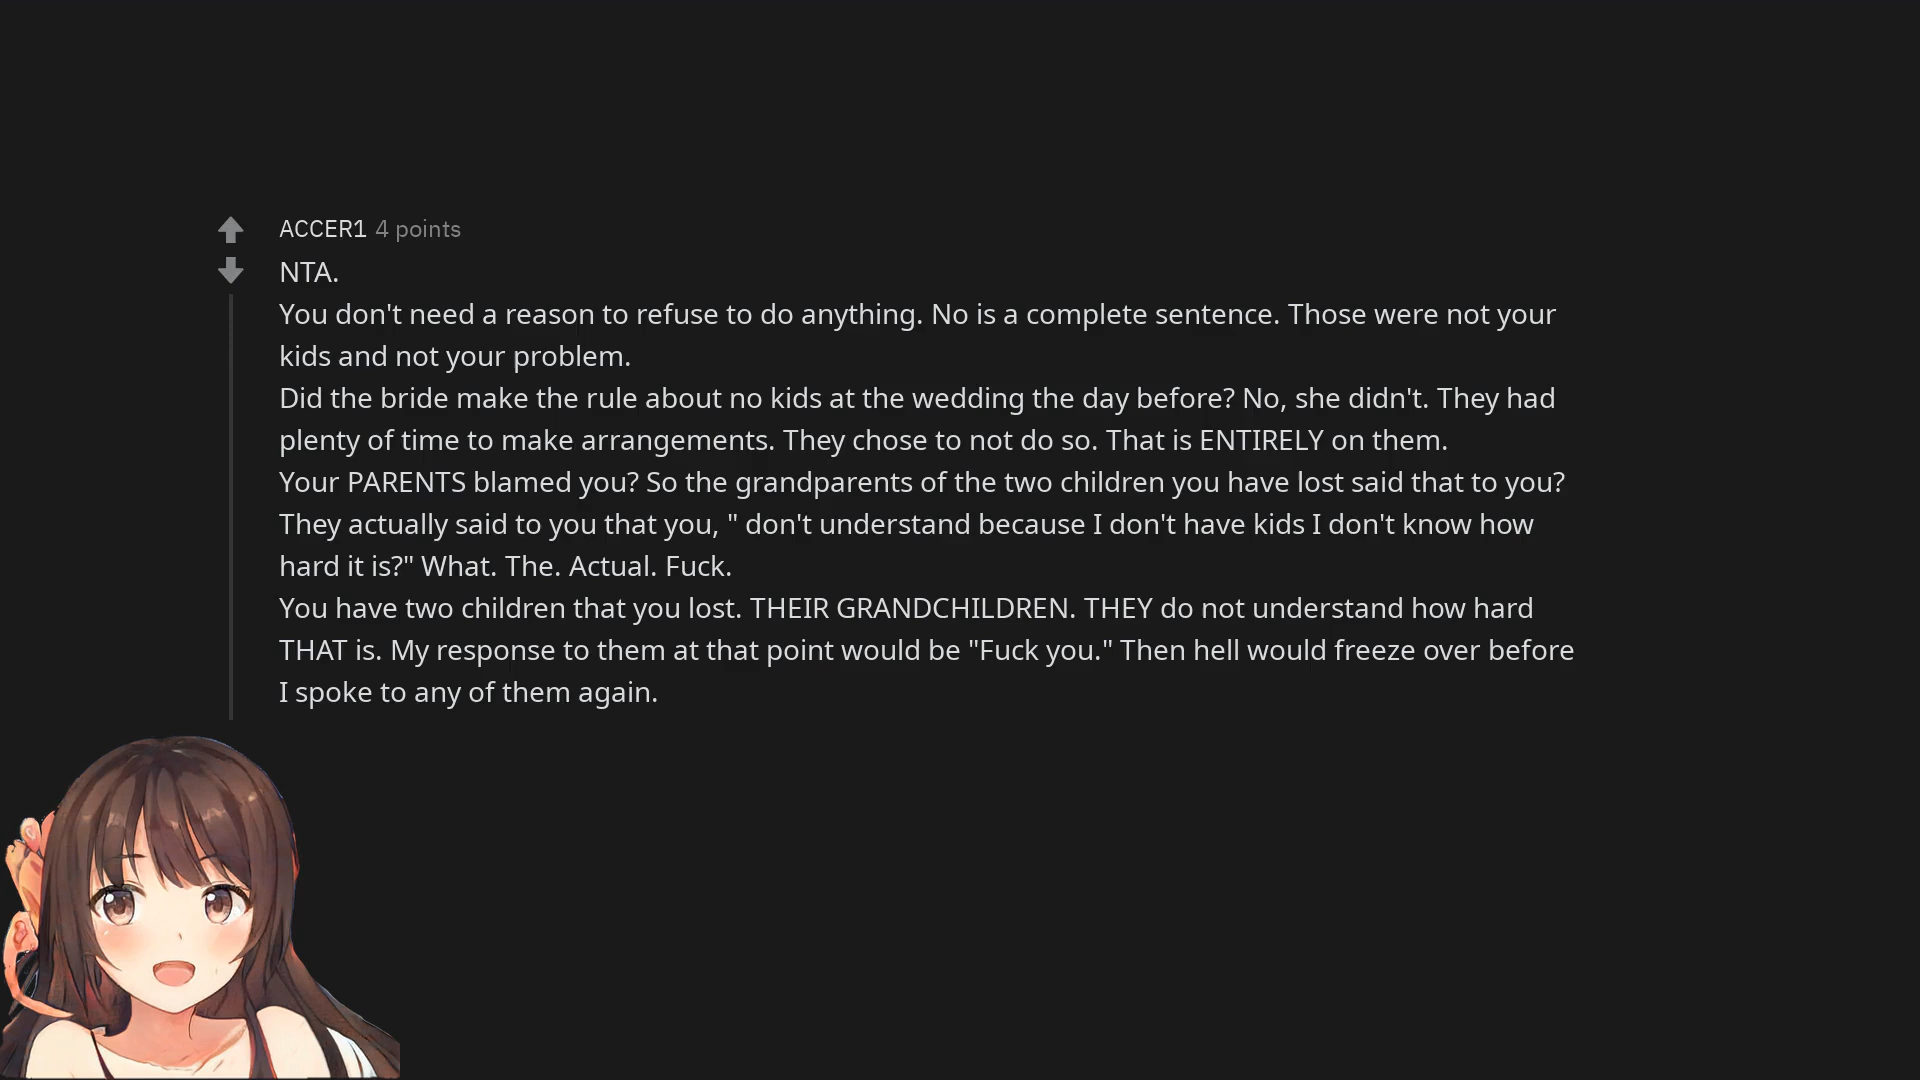 ACCER1 4 points
NTA.
You don't need a reason to refuse to do anything. No is a complete sentence. Those were not your
kids and not your problem.
Did the bride make the rule about no kids at the wedding the day before? No, she didn't. They had
plenty of time to make arrangements. They chose to not do so. That is ENTIRELY on them.
Your PARENTS blamed you? So the grandparents of the two children you have lost said that to you?
They actually said to you that you, " don't understand because I don't have kids I don't know how
hard it is?" What. The. Actual. Fuck.
You have two children that you lost. THEIR GRANDCHILDREN. THEY do not understand how hard
THAT is. My response to them at that point would be "Fuck you." Then hell would freeze over before
I spoke to any of them again.